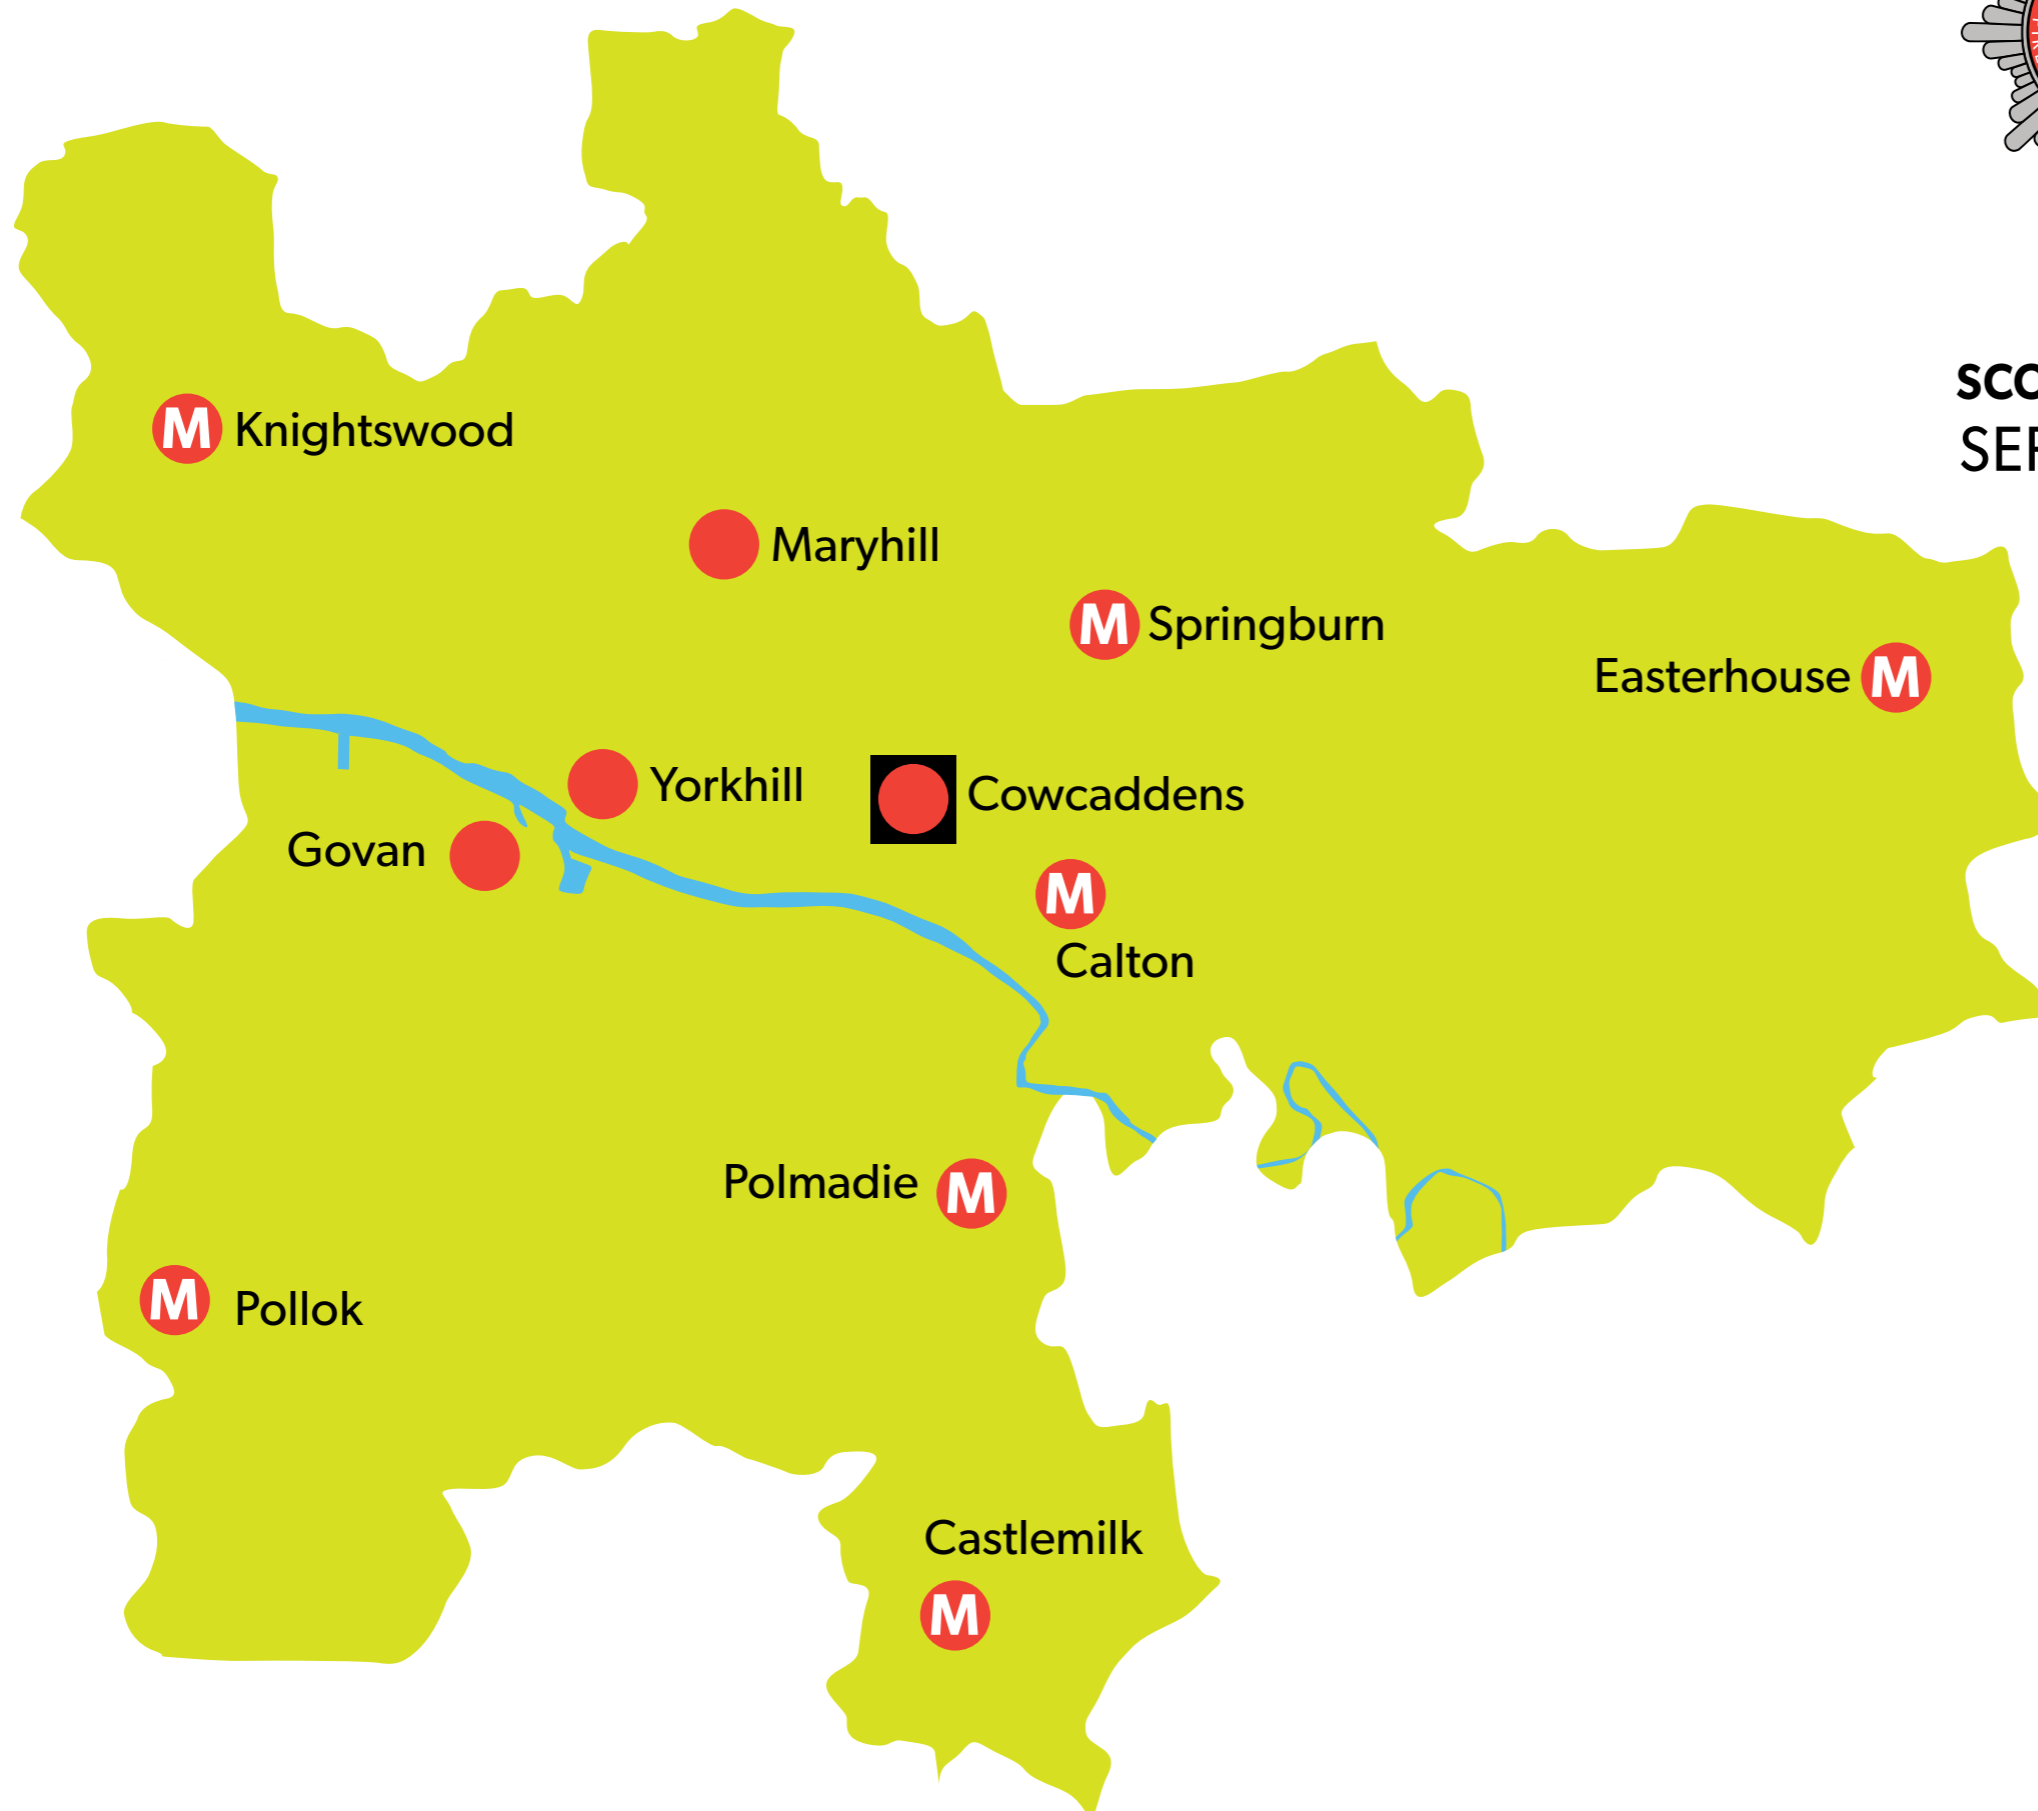 M Knightswood
Maryhill
M Springburn
Easterhouse M
Yorkhill
Cowcaddens
Govan
M
Calton
Polmadie M
M Pollok
Castlemilk
M